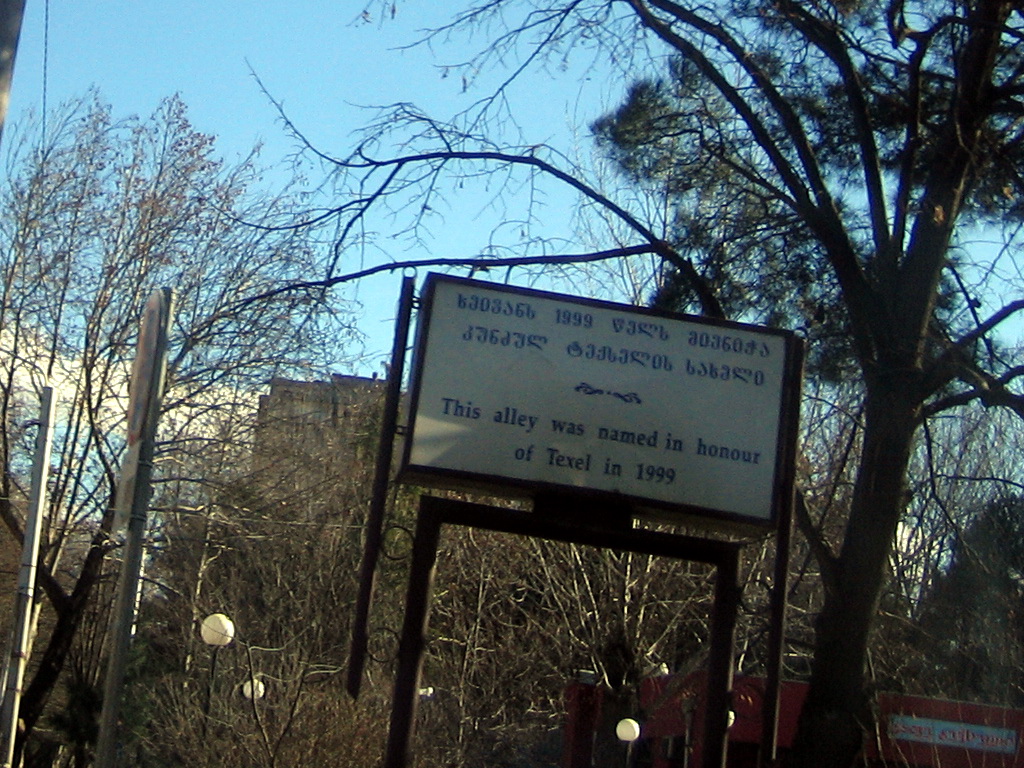 ხეივანს 1999 წელს მიენიჭა
კუნძულ ტექსელის სახელი
This alley was named in honour
of Texel in 1999